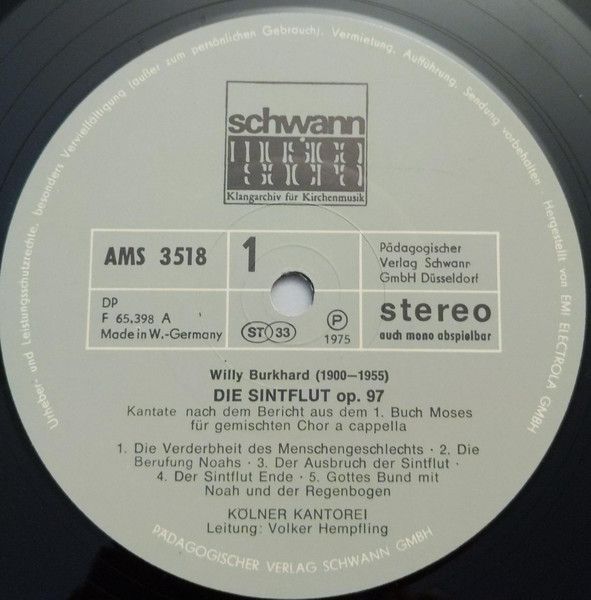 Urheber- und Leistungsschutzrechte, besonders Vervielfältigung (außer zum persönlichen Gebrauch), Vermietung, Aufführung, Sendung vorbehalten · Hergestellt von EMI ELECTROLA GMBH
schwann
musica
sacra
Klangarchiv für Kirchenmusik
AMS 3518
1
Pädagogischer
Verlag Schwann
GmbH Düsseldorf
DP
F 65.398 A
Made in W.-Germany
ST 33
P
1975
stereo
auch mono abspielbar
Willy Burkhard (1900–1955)
DIE SINTFLUT op. 97
Kantate nach dem Bericht aus dem 1. Buch Moses
für gemischten Chor a cappella
1. Die Verderbheit des Menschengeschlechts · 2. Die
Berufung Noahs · 3. Der Ausbruch der Sintflut ·
4. Der Sintflut Ende · 5. Gottes Bund mit
Noah und der Regenbogen
KÖLNER KANTOREI
Leitung: Volker Hempfling
PÄDAGOGISCHER VERLAG SCHWANN GMBH